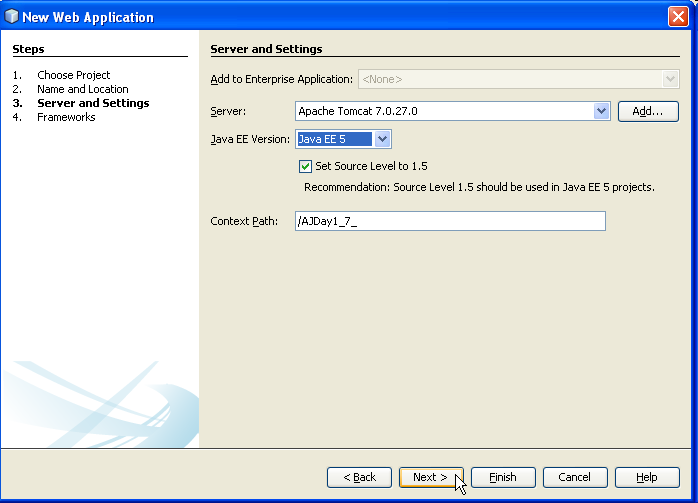 New Web Application
Steps
1. Choose Project
2. Name and Location
3. Server and Settings
4. Frameworks
Server and Settings
Add to Enterprise Application: <None>
Server: Apache Tomcat 7.0.27.0 Add...
Java EE Version: Java EE 5
Set Source Level to 1.5
Recommendation: Source Level 1.5 should be used in Java EE 5 projects.
Context Path: /AJDay1_7_
< Back Next > Finish Cancel Help